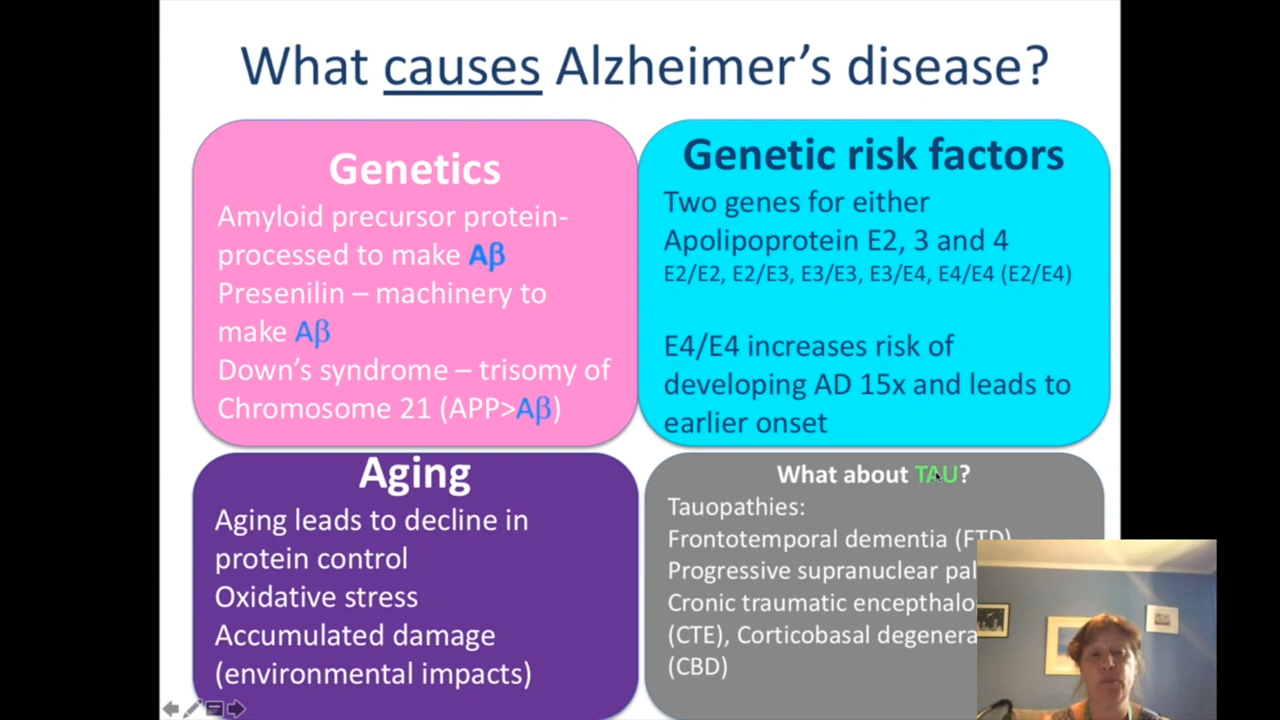 What causes Alzheimer's disease?
Genetics
Amyloid precursor protein-
processed to make Aβ
Presenilin – machinery to
make Aβ
Down's syndrome – trisomy of
Chromosome 21 (APP>Aβ)
Genetic risk factors
Two genes for either
Apolipoprotein E2, 3 and 4
E2/E2, E2/E3, E3/E3, E3/E4, E4/E4 (E2/E4)
E4/E4 increases risk of
developing AD 15x and leads to
earlier onset
Aging
Aging leads to decline in
protein control
Oxidative stress
Accumulated damage
(environmental impacts)
What about TAU?
Tauopathies:
Frontotemporal dementia (FTD)
Progressive supranuclear pal
Cronic traumatic encepthalo
(CTE), Corticobasal degenera
(CBD)